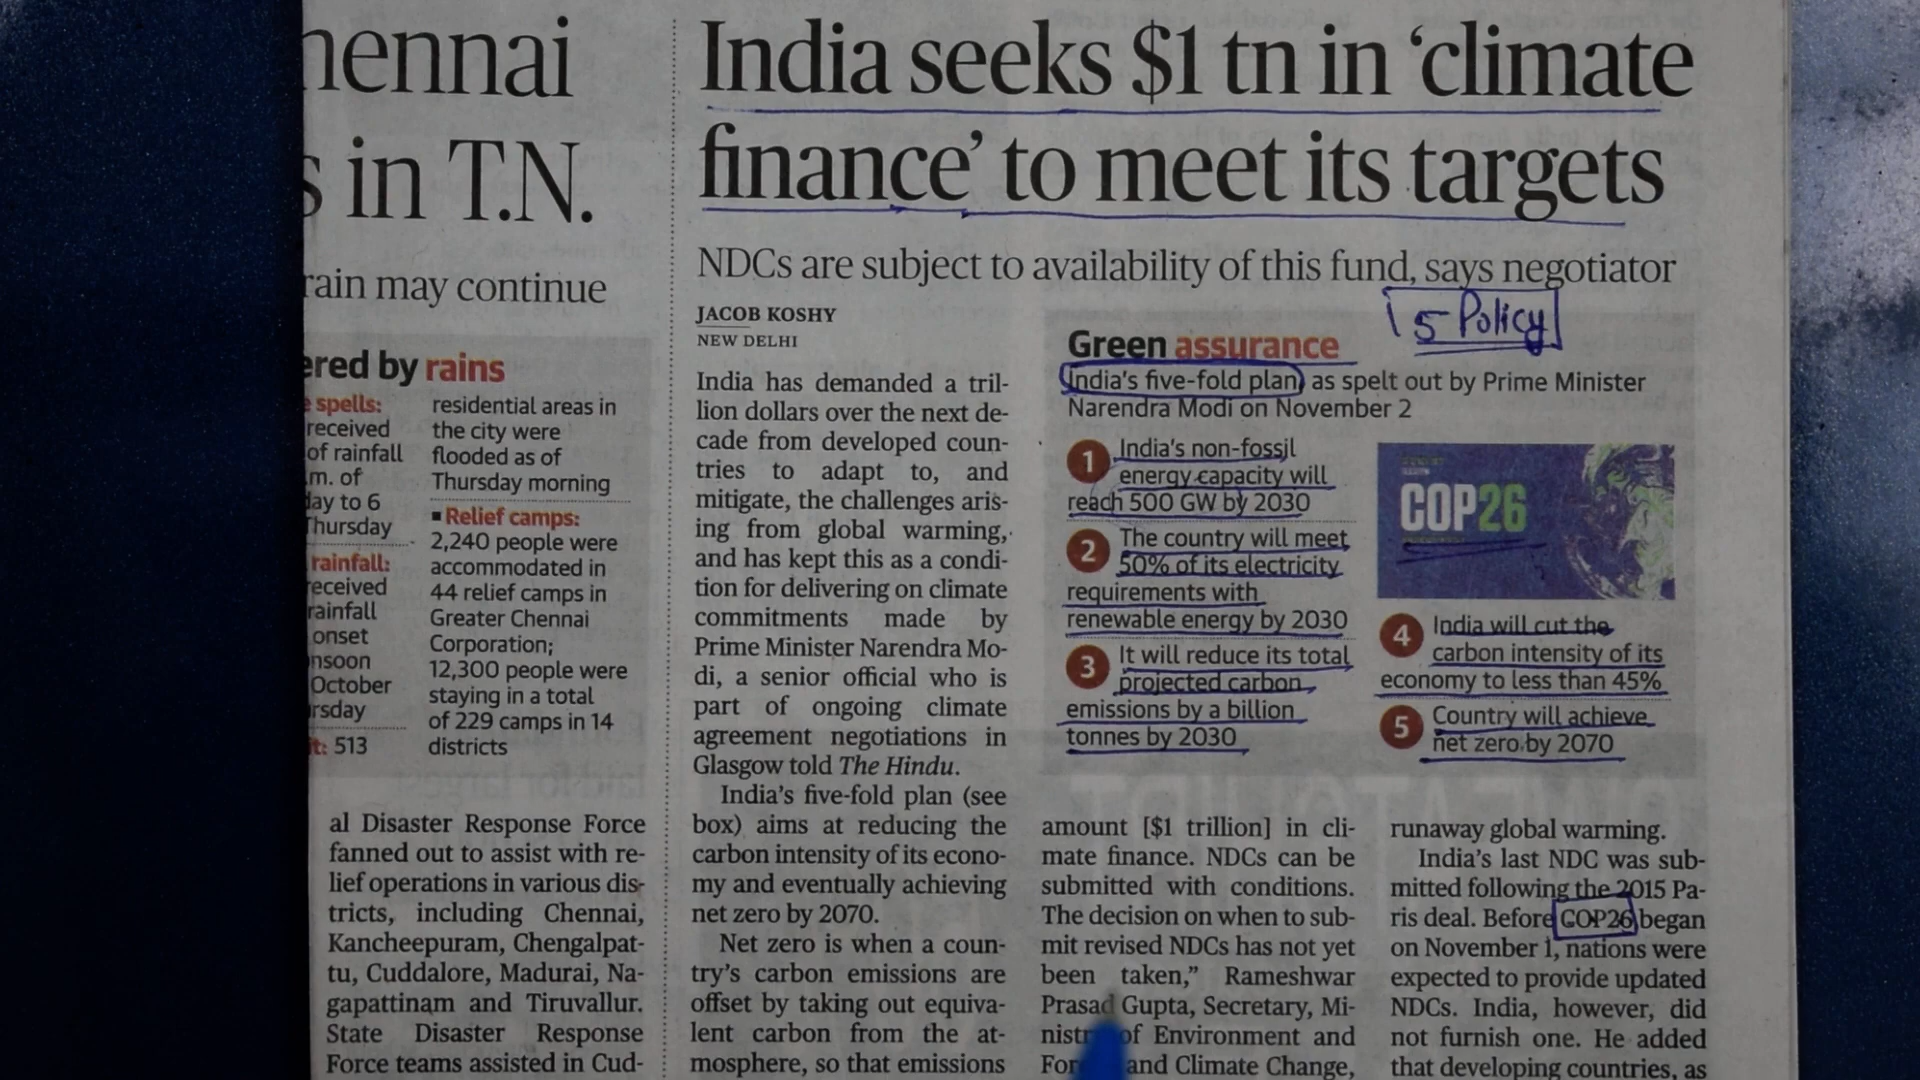 hennai
s in T.N.
rain may continue
ered by rains
e spells:
received
of rainfall
m. of
day to 6
Thursday
rainfall:
received
rainfall
onset
nsoon
October
rsday
t: 513
residential areas in
the city were
flooded as of
Thursday morning
▪ Relief camps:
2,240 people were
accommodated in
44 relief camps in
Greater Chennai
Corporation;
12,300 people were
staying in a total
of 229 camps in 14
districts
al Disaster Response Force
fanned out to assist with re-
lief operations in various dis-
tricts, including Chennai,
Kancheepuram, Chengalpat-
tu, Cuddalore, Madurai, Na-
gapattinam and Tiruvallur.
State Disaster Response
Force teams assisted in Cud-
India seeks $1 tn in ‘climate
finance’ to meet its targets
NDCs are subject to availability of this fund, says negotiator
JACOB KOSHY
NEW DELHI
India has demanded a tril-
lion dollars over the next de-
cade from developed coun-
tries to adapt to, and
mitigate, the challenges aris-
ing from global warming,
and has kept this as a condi-
tion for delivering on climate
commitments made by
Prime Minister Narendra Mo-
di, a senior official who is
part of ongoing climate
agreement negotiations in
Glasgow told The Hindu.
India’s five-fold plan (see
box) aims at reducing the
carbon intensity of its econo-
my and eventually achieving
net zero by 2070.
Net zero is when a coun-
try’s carbon emissions are
offset by taking out equiva-
lent carbon from the at-
mosphere, so that emissions
5 Policy
Green assurance
India’s five-fold plan as spelt out by Prime Minister
Narendra Modi on November 2
1 India’s non-fossil
energy capacity will
reach 500 GW by 2030
2 The country will meet
50% of its electricity
requirements with
renewable energy by 2030
3 It will reduce its total
projected carbon
emissions by a billion
tonnes by 2030
COP26
4 India will cut the
carbon intensity of its
economy to less than 45%
5 Country will achieve
net zero by 2070
amount [$1 trillion] in cli-
mate finance. NDCs can be
submitted with conditions.
The decision on when to sub-
mit revised NDCs has not yet
been taken,” Rameshwar
Prasad Gupta, Secretary, Mi-
of Environment and
and Climate Change,
runaway global warming.
India’s last NDC was sub-
mitted following the 2015 Pa-
ris deal. Before COP26 began
on November 1, nations were
expected to provide updated
NDCs. India, however, did
not furnish one. He added
that developing countries, as